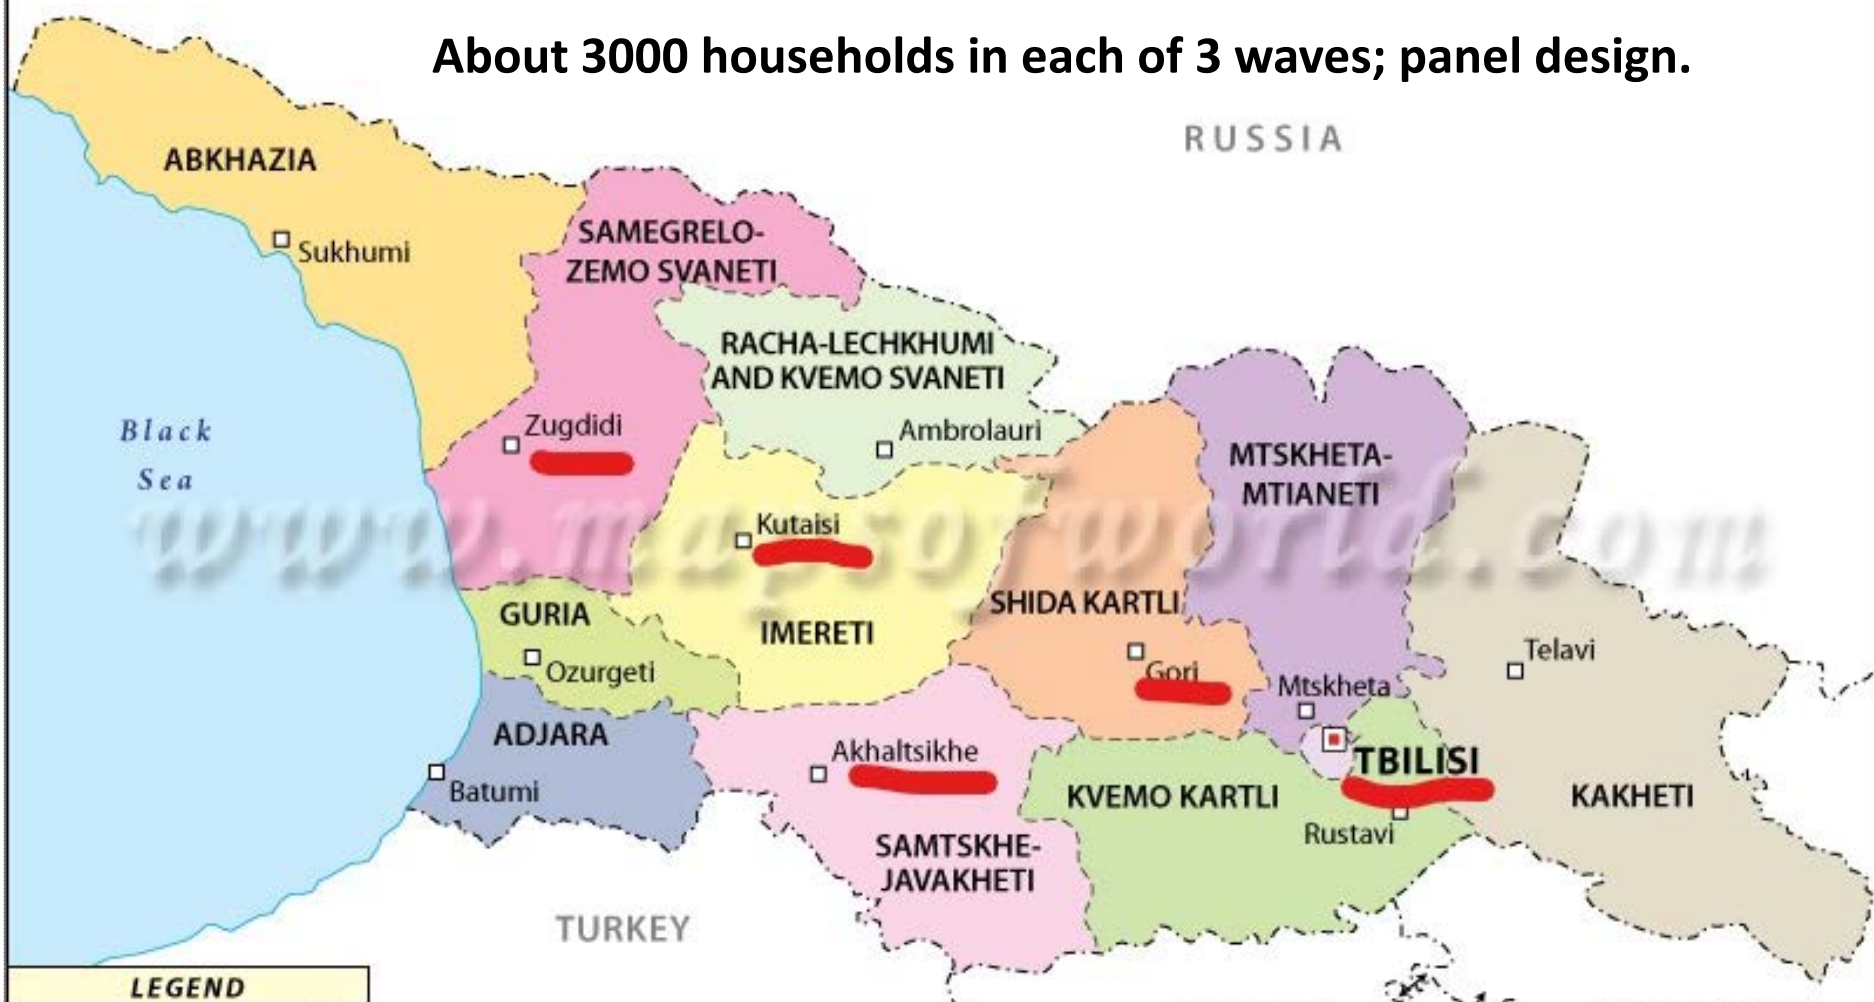 About 3000 households in each of 3 waves; panel design.
RUSSIA
ABKHAZIA
Sukhumi
SAMEGRELO-
ZEMO SVANETI
RACHA-LECHKHUMI
AND KVEMO SVANETI
Zugdidi
Ambrolauri
Black
Sea
MTSKHETA-
MTIANETI
www.mapsofworld.com
Kutaisi
GURIA
IMERETI
SHIDA KARTLI
Ozurgeti
Gori
Mtskheta
Telavi
ADJARA
Akhaltsikhe
TBILISI
Batumi
KVEMO KARTLI
KAKHETI
Rustavi
SAMTSKHE-
JAVAKHETI
TURKEY
LEGEND